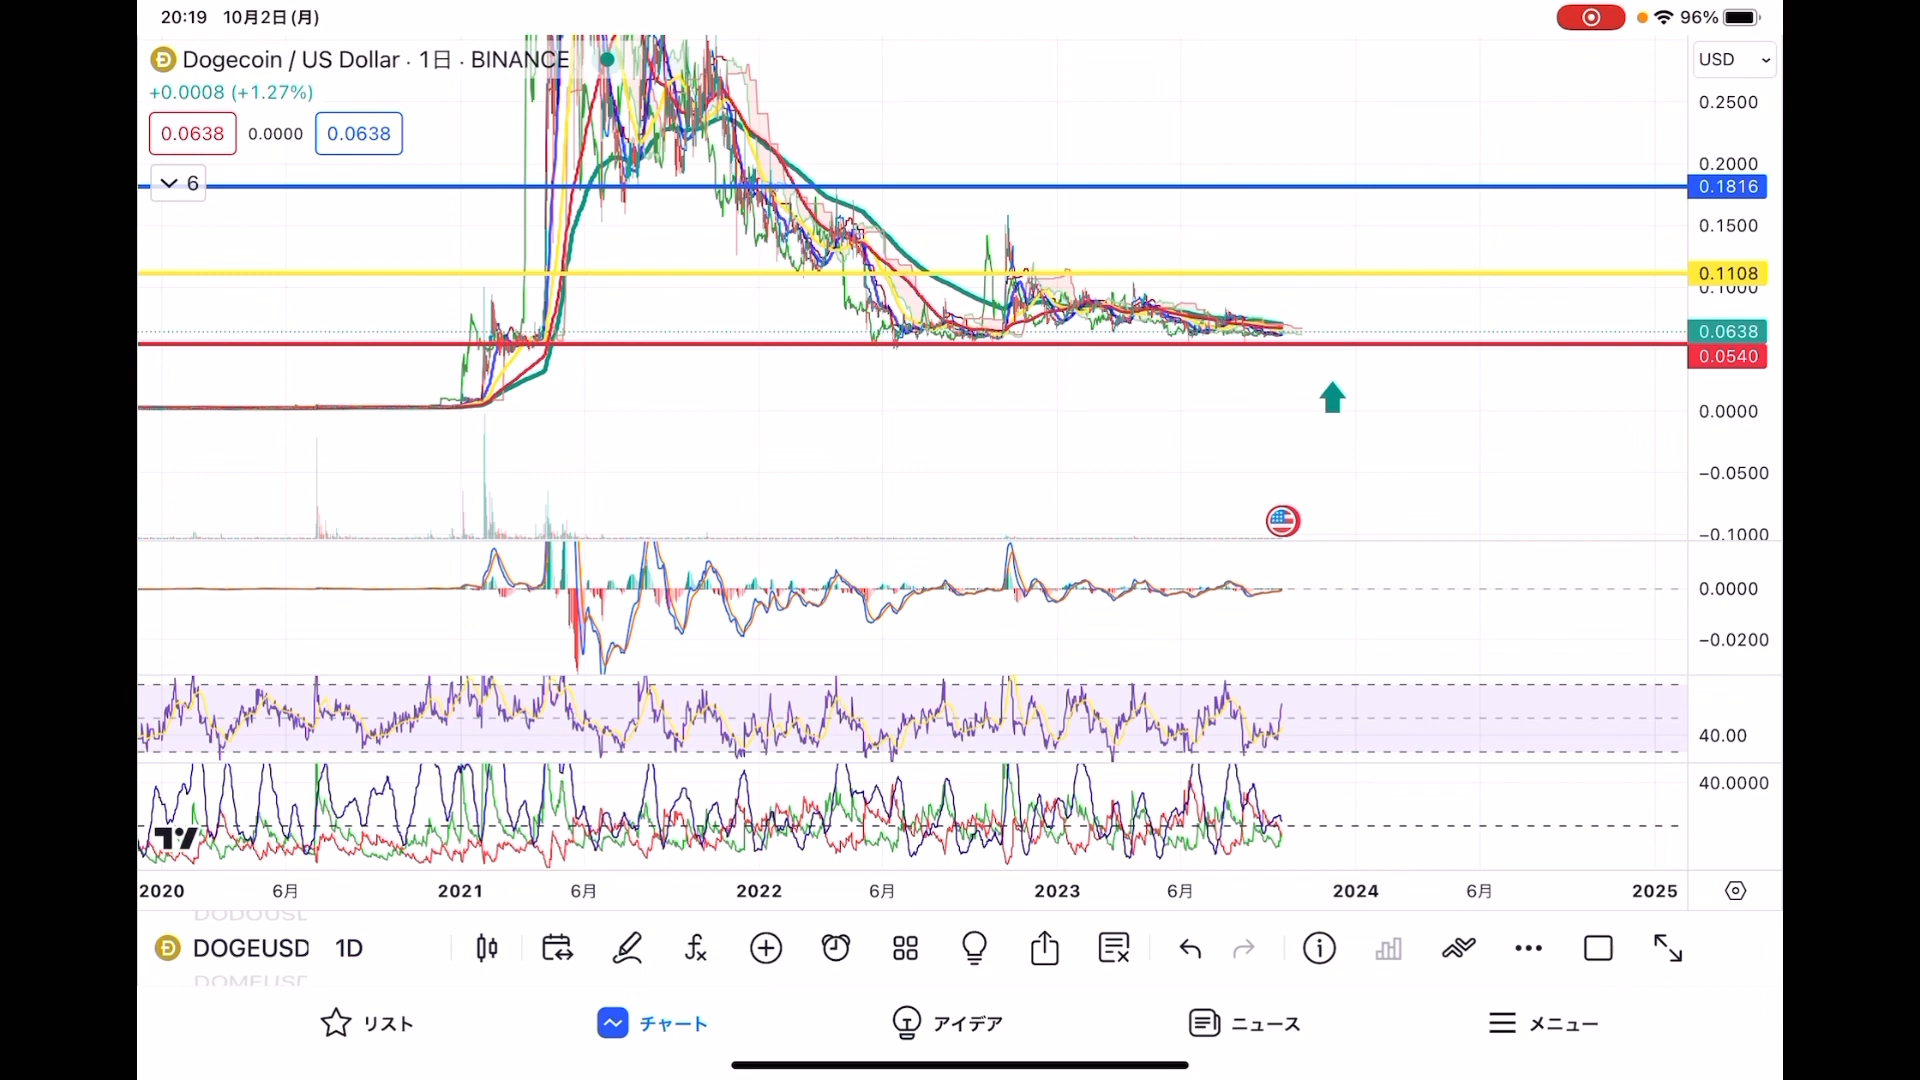 20:19 10月2日(月)
96%
Dogecoin / US Dollar · 1日 · BINANCE
USD
+0.0008 (+1.27%)
0.0638 0.0000 0.0638
6
0.2500
0.2000
0.1816
0.1500
0.1108
0.1000
0.0638
0.0540
0.0000
−0.0500
−0.1000
0.0000
−0.0200
40.00
40.0000
2020 6月 2021 6月 2022 6月 2023 6月 2024 6月 2025
DOGEUSD 1D
リスト チャート アイデア ニュース メニュー